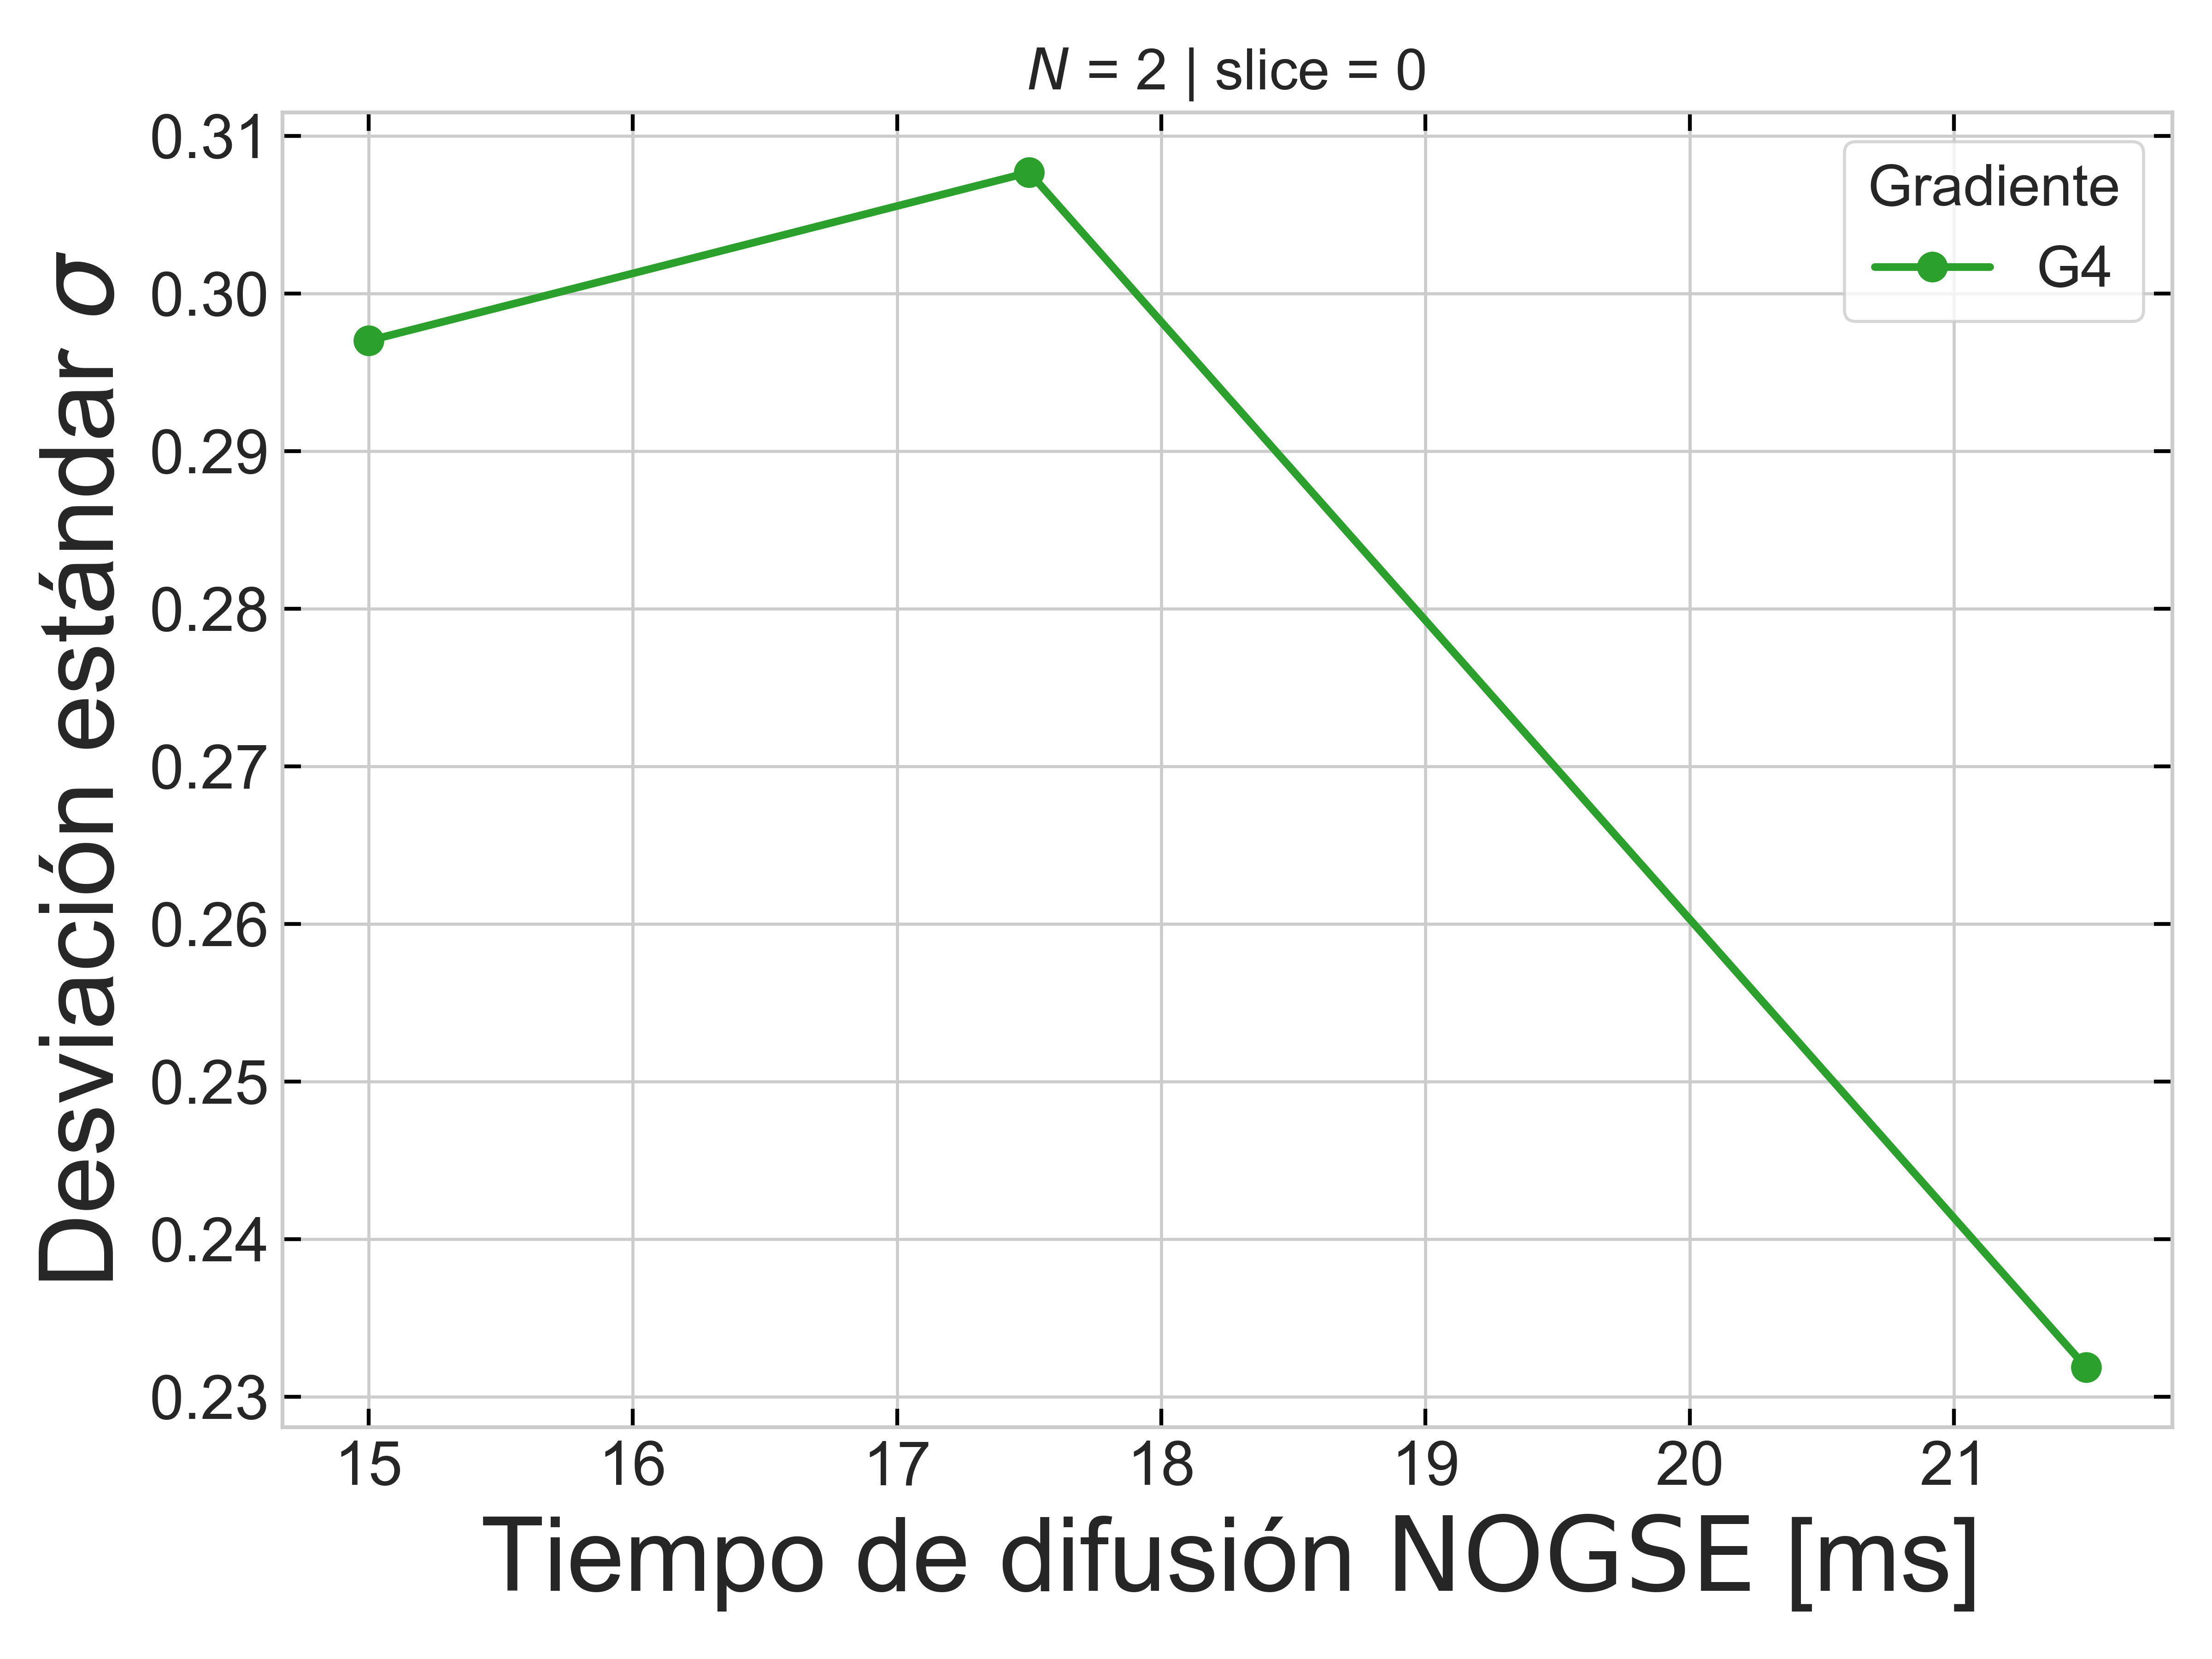 N = 2 | slice = 0
Desviación estándar σ
0.31
0.30
0.29
0.28
0.27
0.26
0.25
0.24
0.23
Gradiente
G4
15 16 17 18 19 20 21
Tiempo de difusión NOGSE [ms]